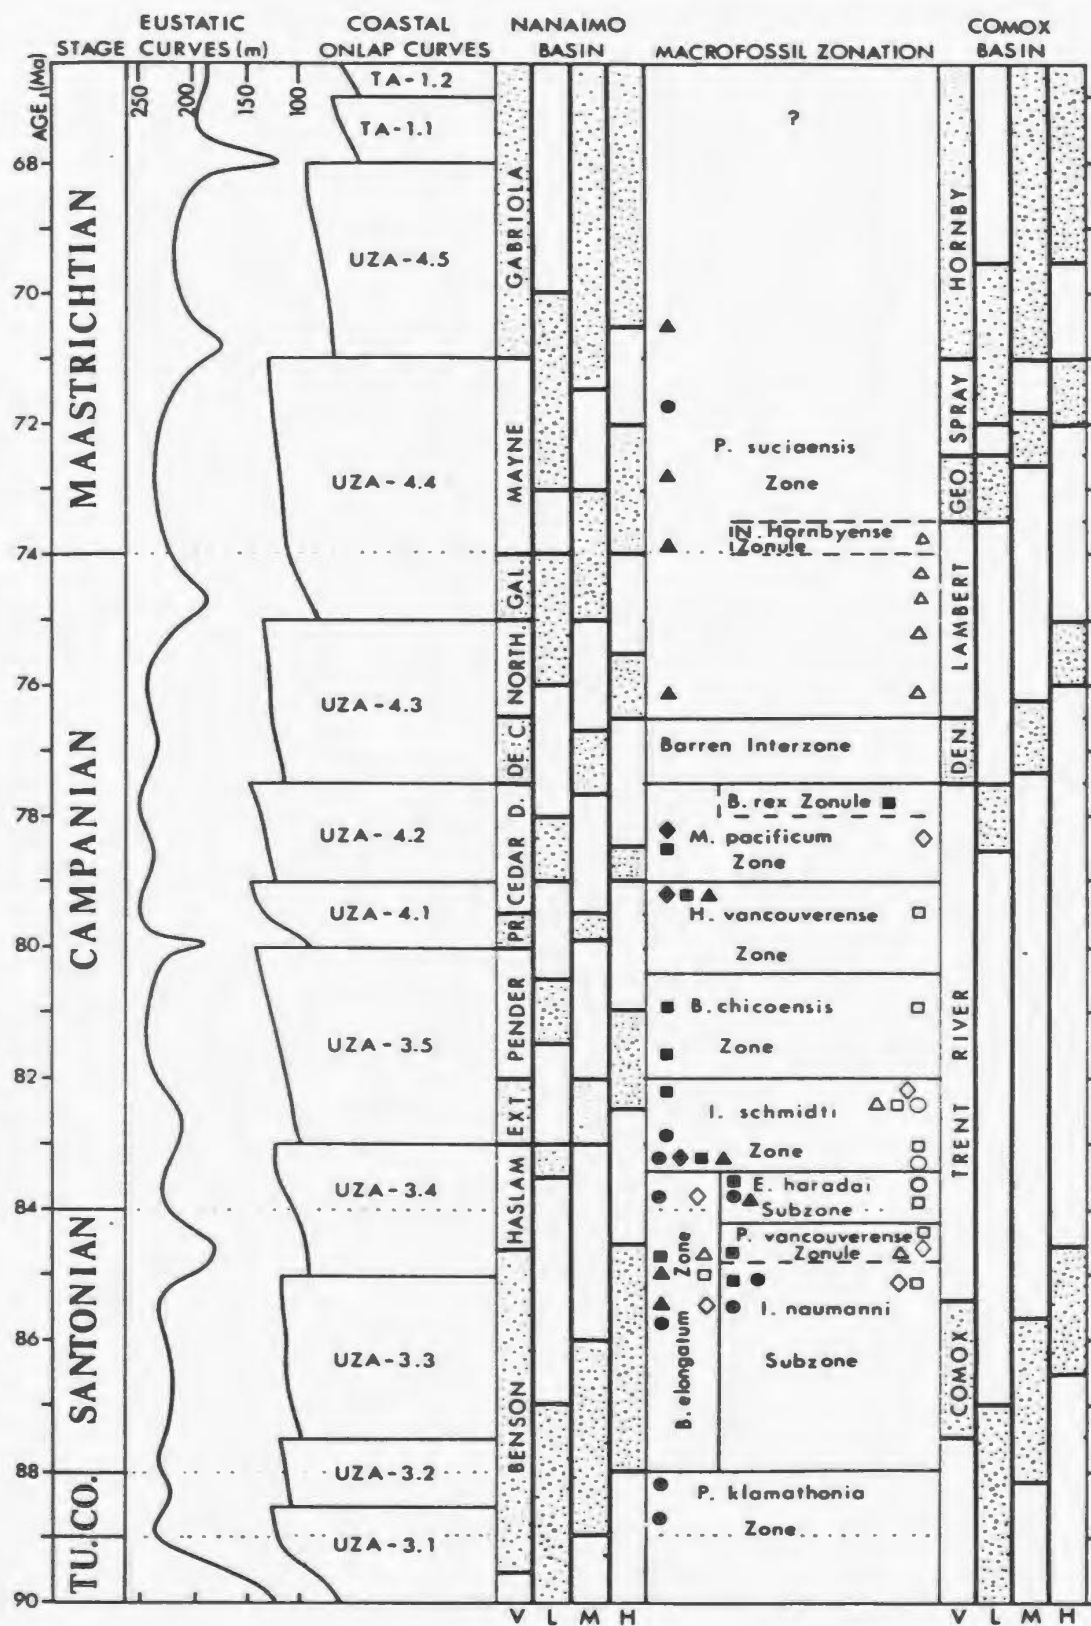 EUSTATIC COASTAL NANAIMO COMOX
STAGE CURVES (m) ONLAP CURVES BASIN MACROFOSSIL ZONATION BASIN
AGE (Ma)
250 200 150 100
68
70
72
74
76
78
80
82
84
86
88
90
MAASTRICHTIAN
CAMPANIAN
SANTONIAN
CO.
TU.
TA-1.2
TA-1.1
UZA-4.5
UZA-4.4
UZA-4.3
UZA-4.2
UZA-4.1
UZA-3.5
UZA-3.4
UZA-3.3
UZA-3.2
UZA-3.1
GABRIOLA
MAYNE
GAL.
NORTH.
DE C.
CEDAR D.
PR.
PENDER
EXT.
HASLAM
BENSON
?
P. suciaensis
Zone
N. Hornbyense
Zonule
Barren Interzone
B. rex Zonule
M. pacificum
Zone
H. vancouverense
Zone
B. chicoensis
Zone
I. schmidti
Zone
E. haradai
Subzone
P. vancouverense
Zonule
I. naumanni
Subzone
B. elongatum Zone
P. klamathonia
Zone
HORNBY
SPRAY
GEO
LAMBERT
DEN.
TRENT RIVER
COMOX
V L M H V L M H